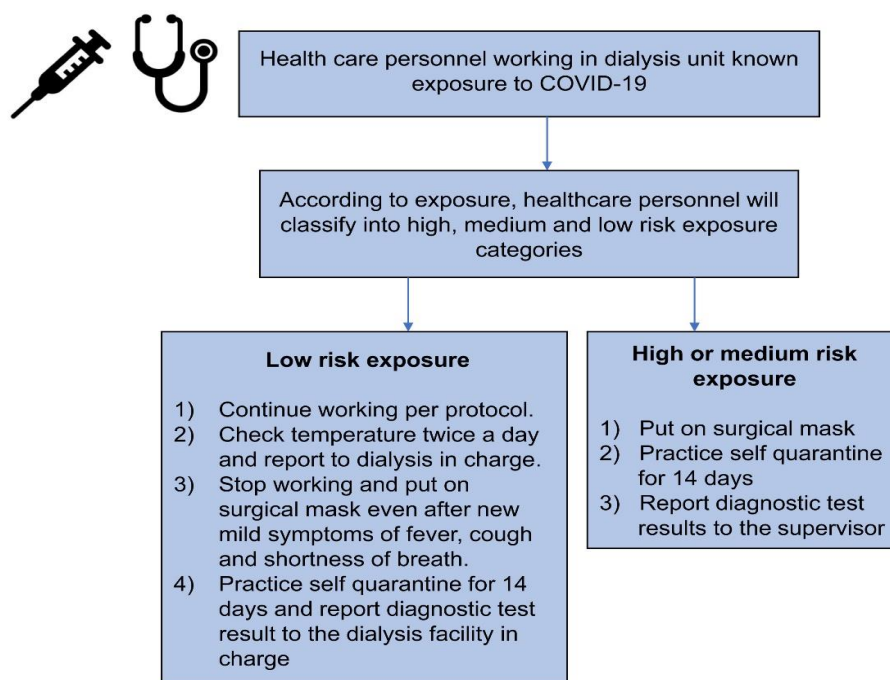 Health care personnel working in dialysis unit known
exposure to COVID-19
According to exposure, healthcare personnel will
classify into high, medium and low risk exposure
categories
Low risk exposure
1) Continue working per protocol.
2) Check temperature twice a day
and report to dialysis in charge.
3) Stop working and put on
surgical mask even after new
mild symptoms of fever, cough
and shortness of breath.
4) Practice self quarantine for 14
days and report diagnostic test
result to the dialysis facility in
charge
High or medium risk
exposure
1) Put on surgical mask
2) Practice self quarantine
for 14 days
3) Report diagnostic test
results to the supervisor